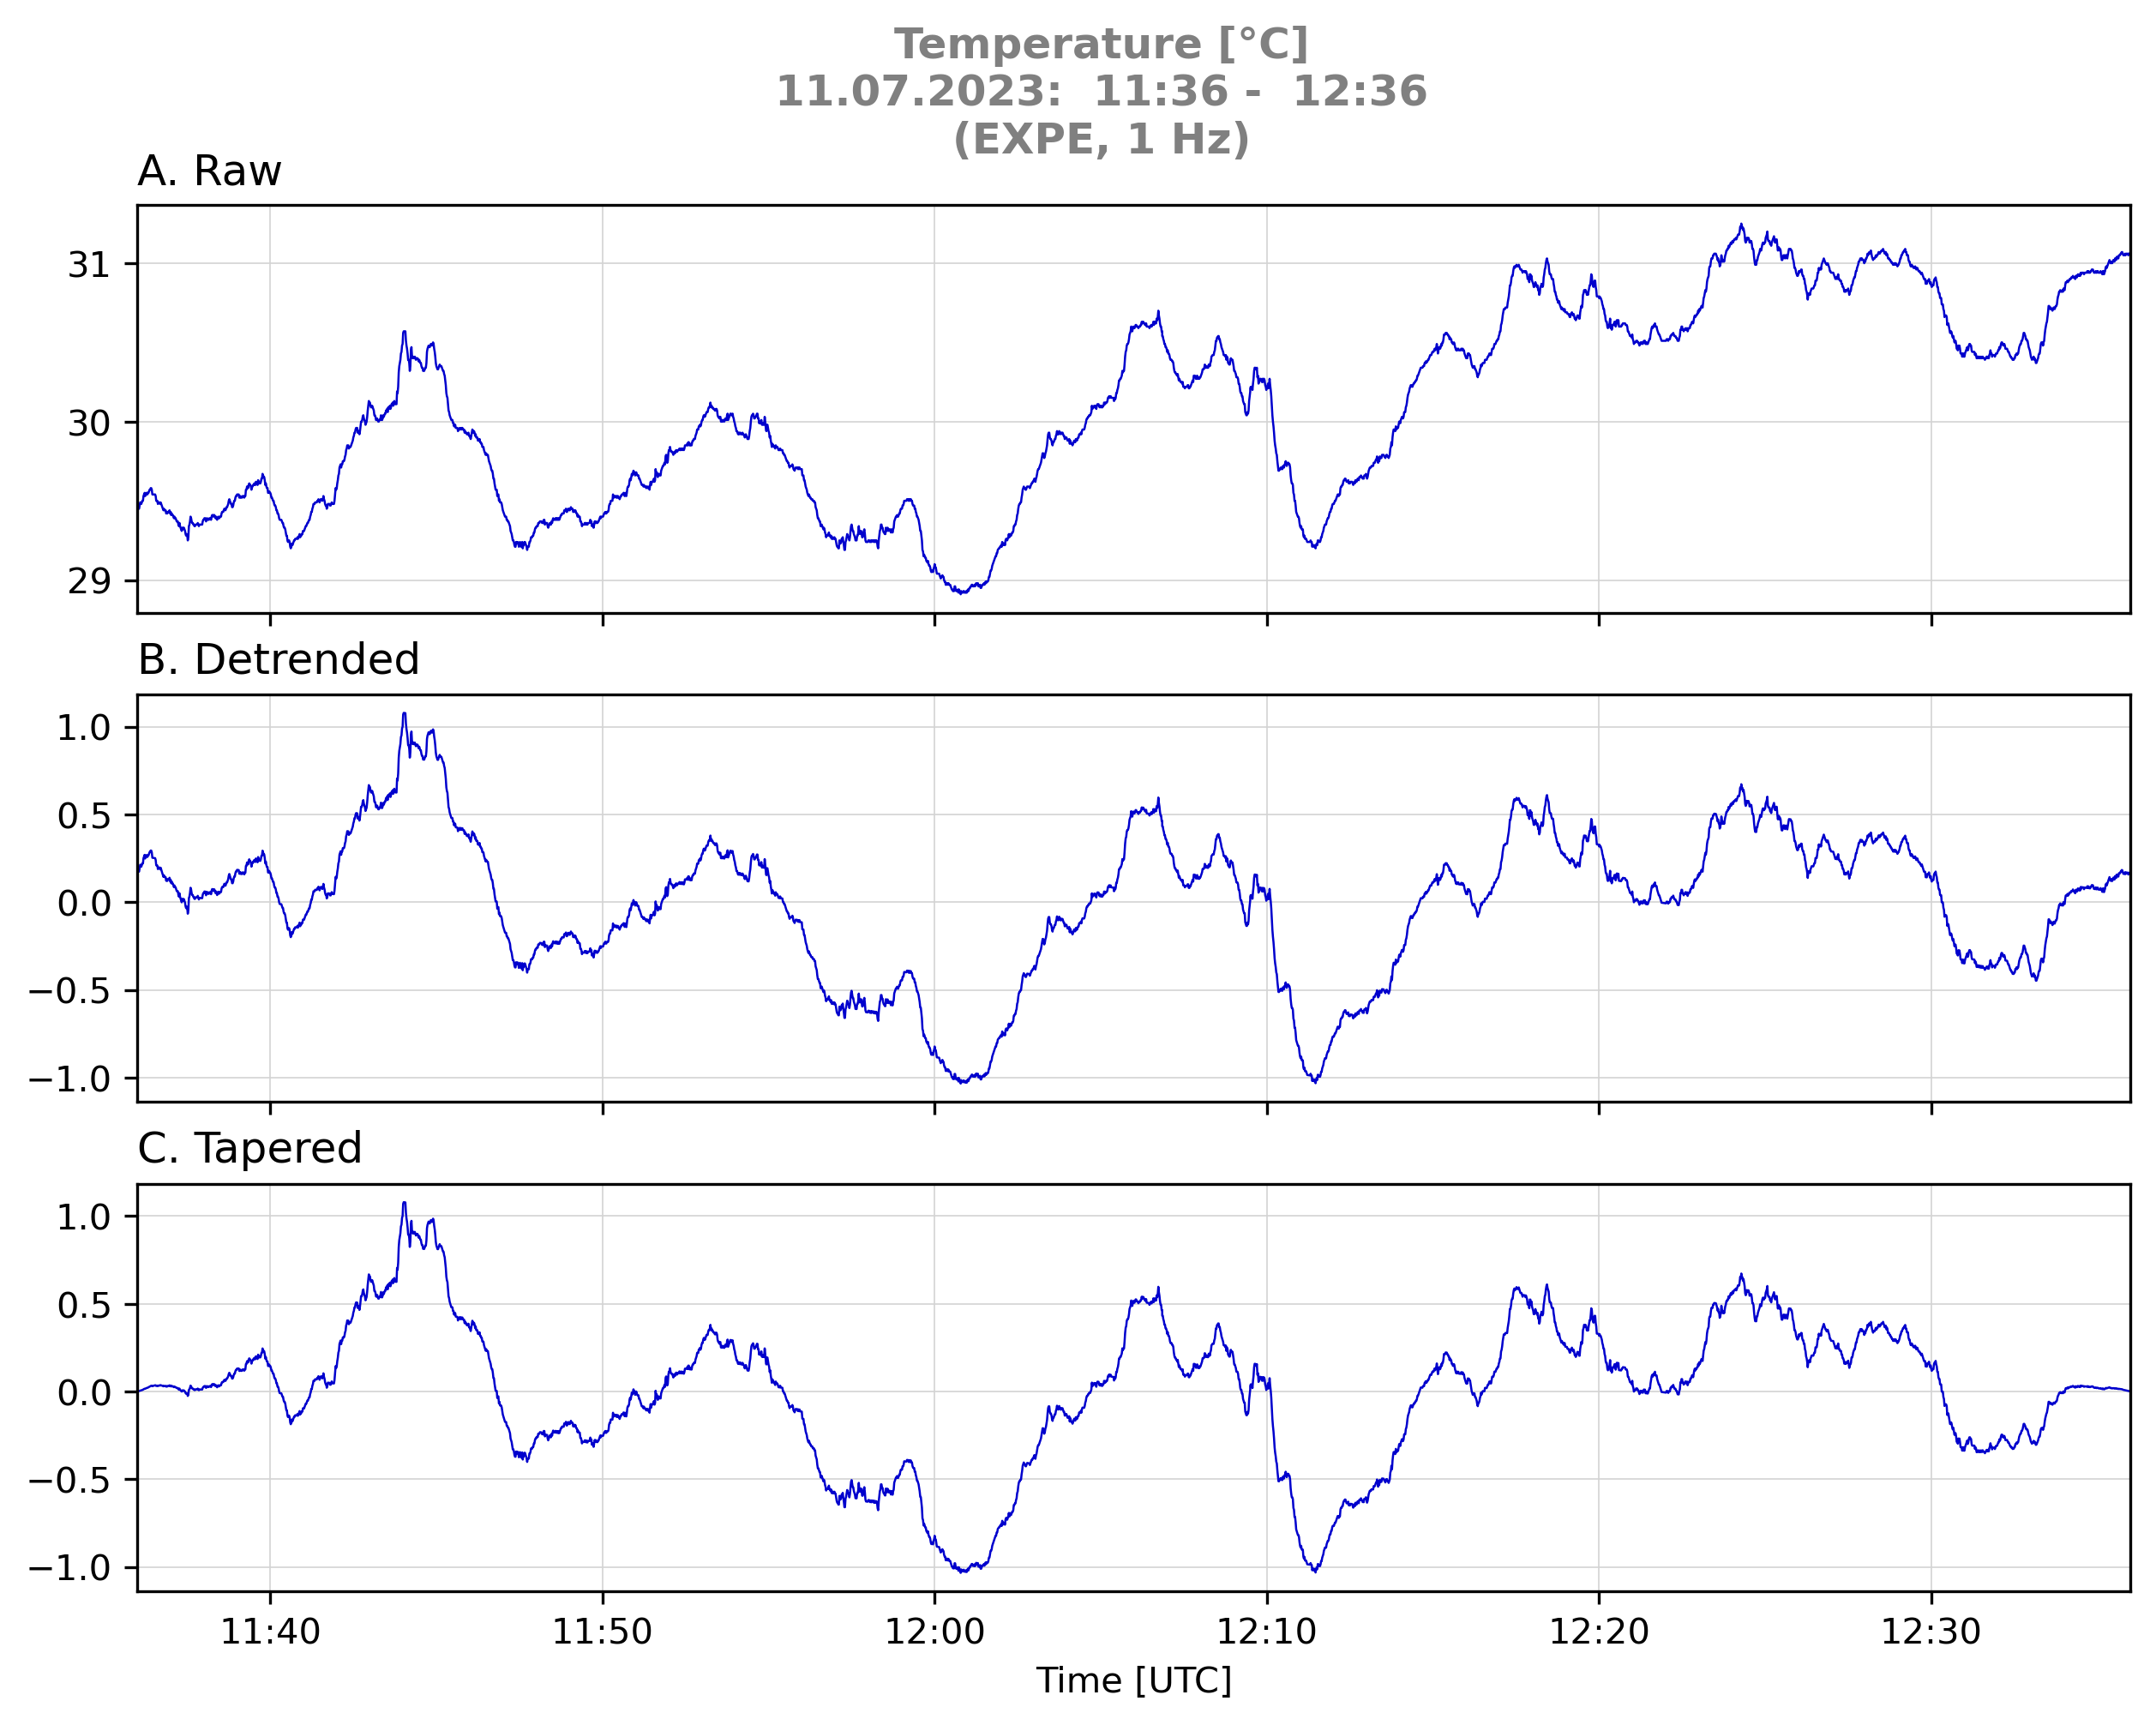 Temperature [°C]
11.07.2023:  11:36 -  12:36
(EXPE, 1 Hz)
A. Raw
31
30
29
B. Detrended
1.0
0.5
0.0
−0.5
−1.0
C. Tapered
1.0
0.5
0.0
−0.5
−1.0
11:40 11:50 12:00 12:10 12:20 12:30
Time [UTC]